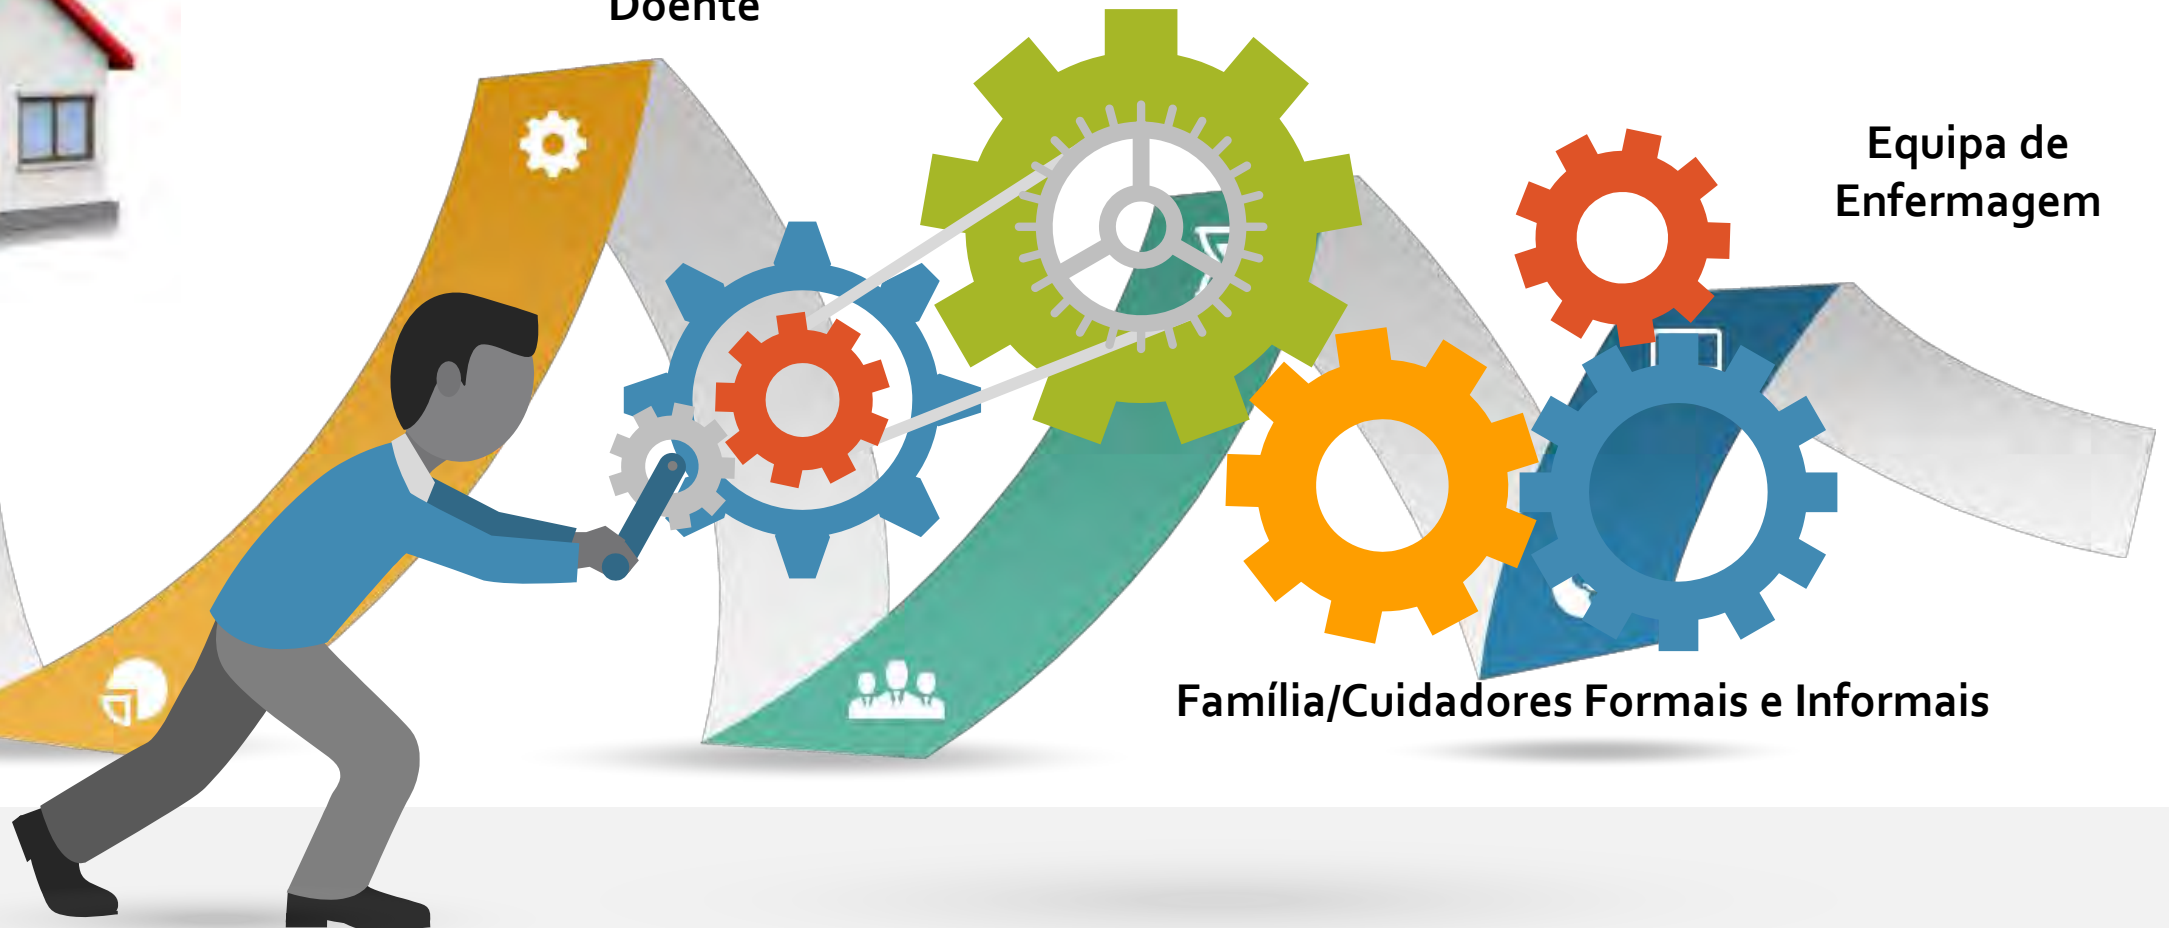 Doente
Equipa de
Enfermagem
Família/Cuidadores Formais e Informais